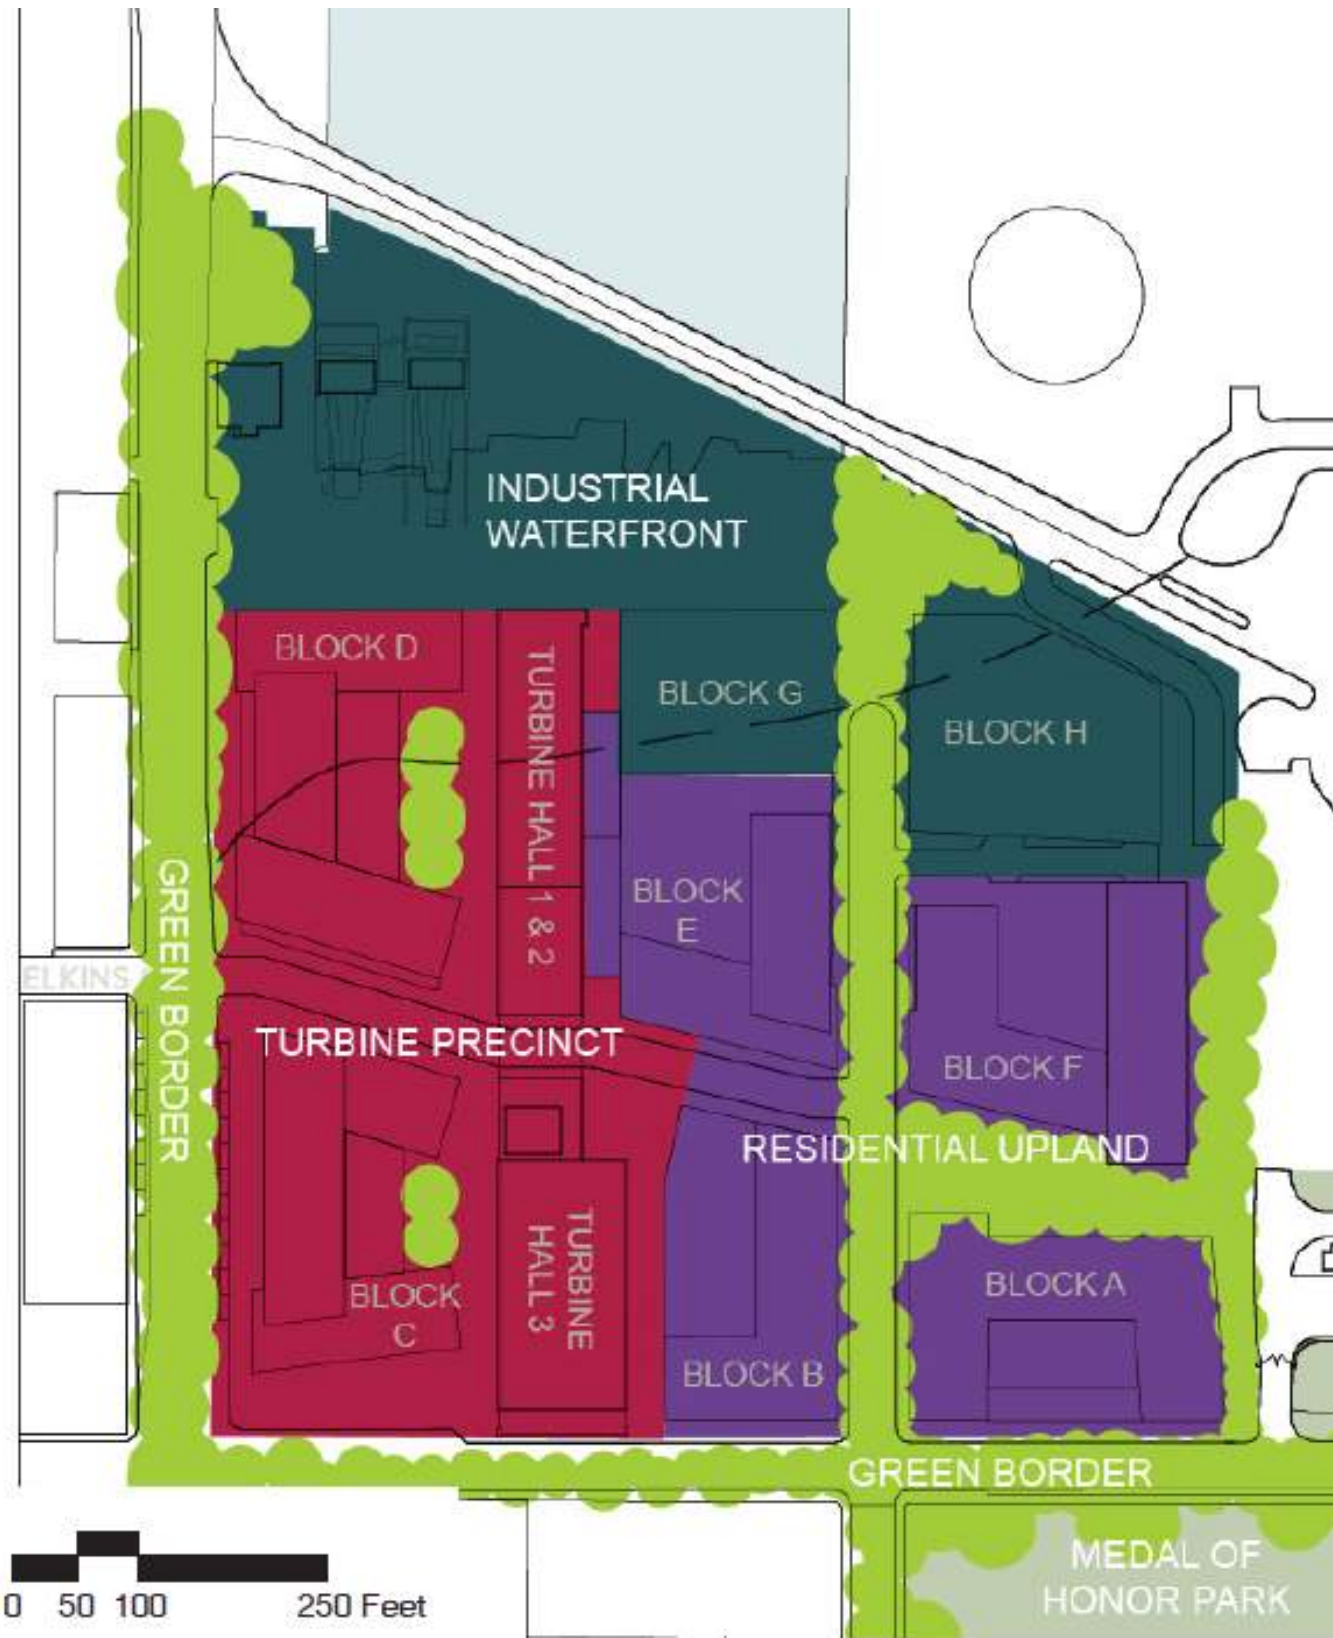 INDUSTRIAL
WATERFRONT
BLOCK D
TURBINE HALL 1 & 2
BLOCK G
BLOCK H
BLOCK
E
GREEN BORDER
ELKINS
TURBINE PRECINCT
BLOCK F
RESIDENTIAL UPLAND
TURBINE
HALL 3
BLOCK
C
BLOCK A
BLOCK B
GREEN BORDER
MEDAL OF
HONOR PARK
0 50 100 250 Feet